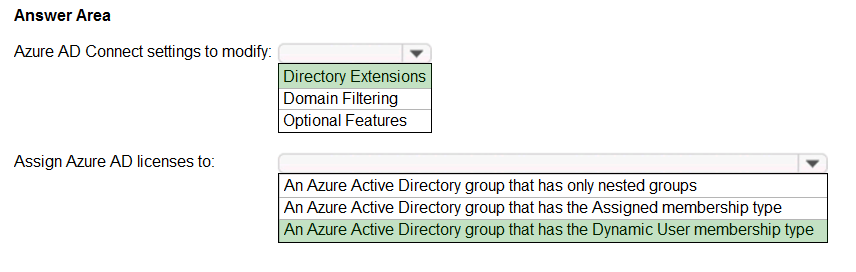 Answer Area
Azure AD Connect settings to modify:
Directory Extensions
Domain Filtering
Optional Features
Assign Azure AD licenses to:
An Azure Active Directory group that has only nested groups
An Azure Active Directory group that has the Assigned membership type
An Azure Active Directory group that has the Dynamic User membership type